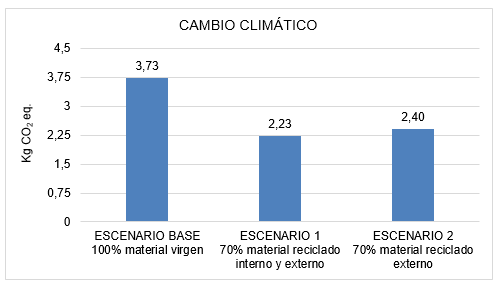 CAMBIO CLIMÁTICO
Kg CO₂ eq.
4,5
3,75
3
2,25
1,5
0,75
0
3,73
2,23
2,40
ESCENARIO BASE
100% material virgen
ESCENARIO 1
70% material reciclado
interno y externo
ESCENARIO 2
70% material reciclado
externo